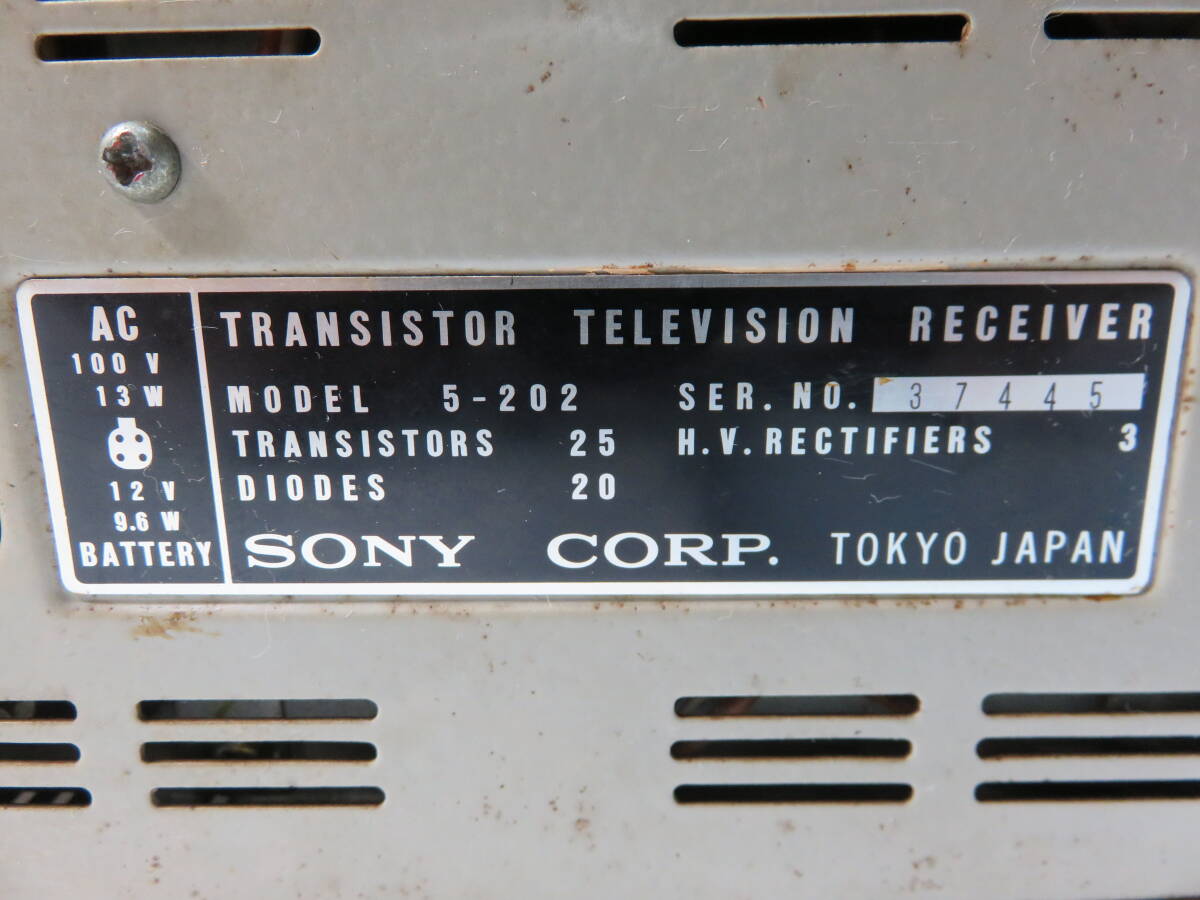 AC
100 V
13 W
12 V
9.6 W
BATTERY
TRANSISTOR TELEVISION RECEIVER
MODEL 5-202 SER. NO. 37445
TRANSISTORS 25 H.V. RECTIFIERS 3
DIODES 20
SONY CORP. TOKYO JAPAN